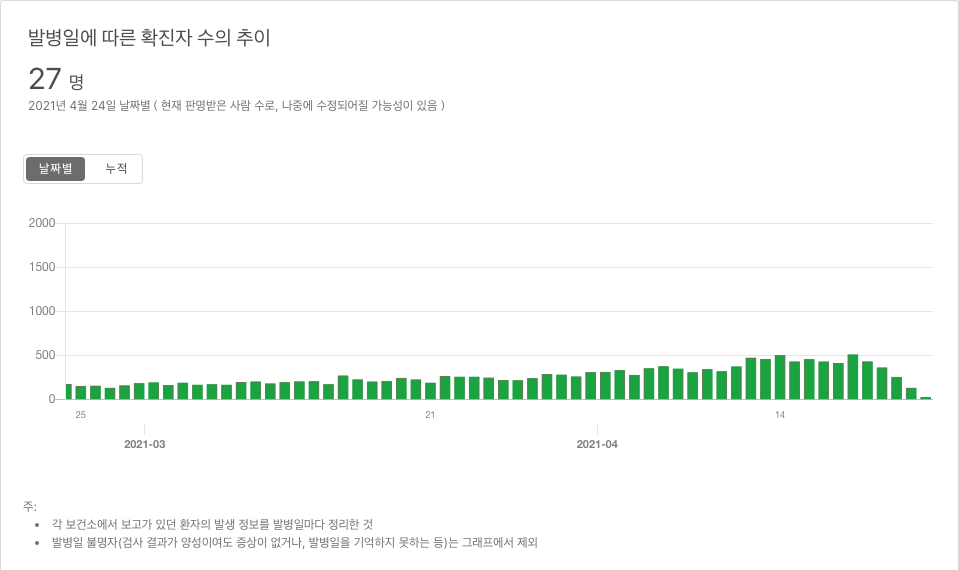 발병일에 따른 확진자 수의 추이
27 명
2021년 4월 24일 날짜별 ( 현재 판명받은 사람 수로, 나중에 수정되어질 가능성이 있음 )
날짜별 누적
2000
1500
1000
500
0
25 21 14
2021-03 2021-04
주:
• 각 보건소에서 보고가 있던 환자의 발생 정보를 발병일마다 정리한 것
• 발병일 불명자(검사 결과가 양성이여도 증상이 없거나, 발병일을 기억하지 못하는 등)는 그래프에서 제외